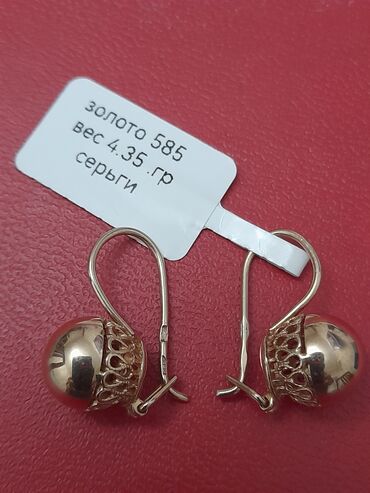 золото 585
вес 4.35 .гр
серьги